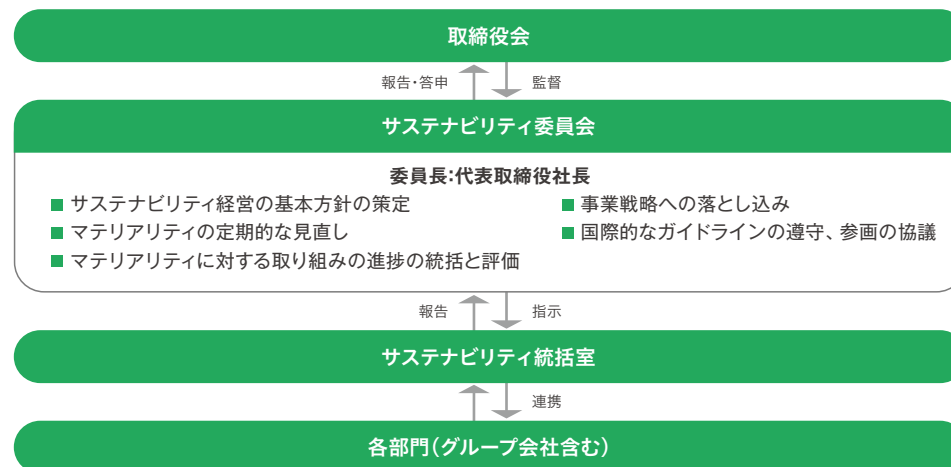 取締役会
報告・答申
監督
サステナビリティ委員会
委員長:代表取締役社長
サステナビリティ経営の基本方針の策定
マテリアリティの定期的な見直し
マテリアリティに対する取り組みの進捗の統括と評価
事業戦略への落とし込み
国際的なガイドラインの遵守、参画の協議
報告
指示
サステナビリティ統括室
連携
各部門(グループ会社含む)